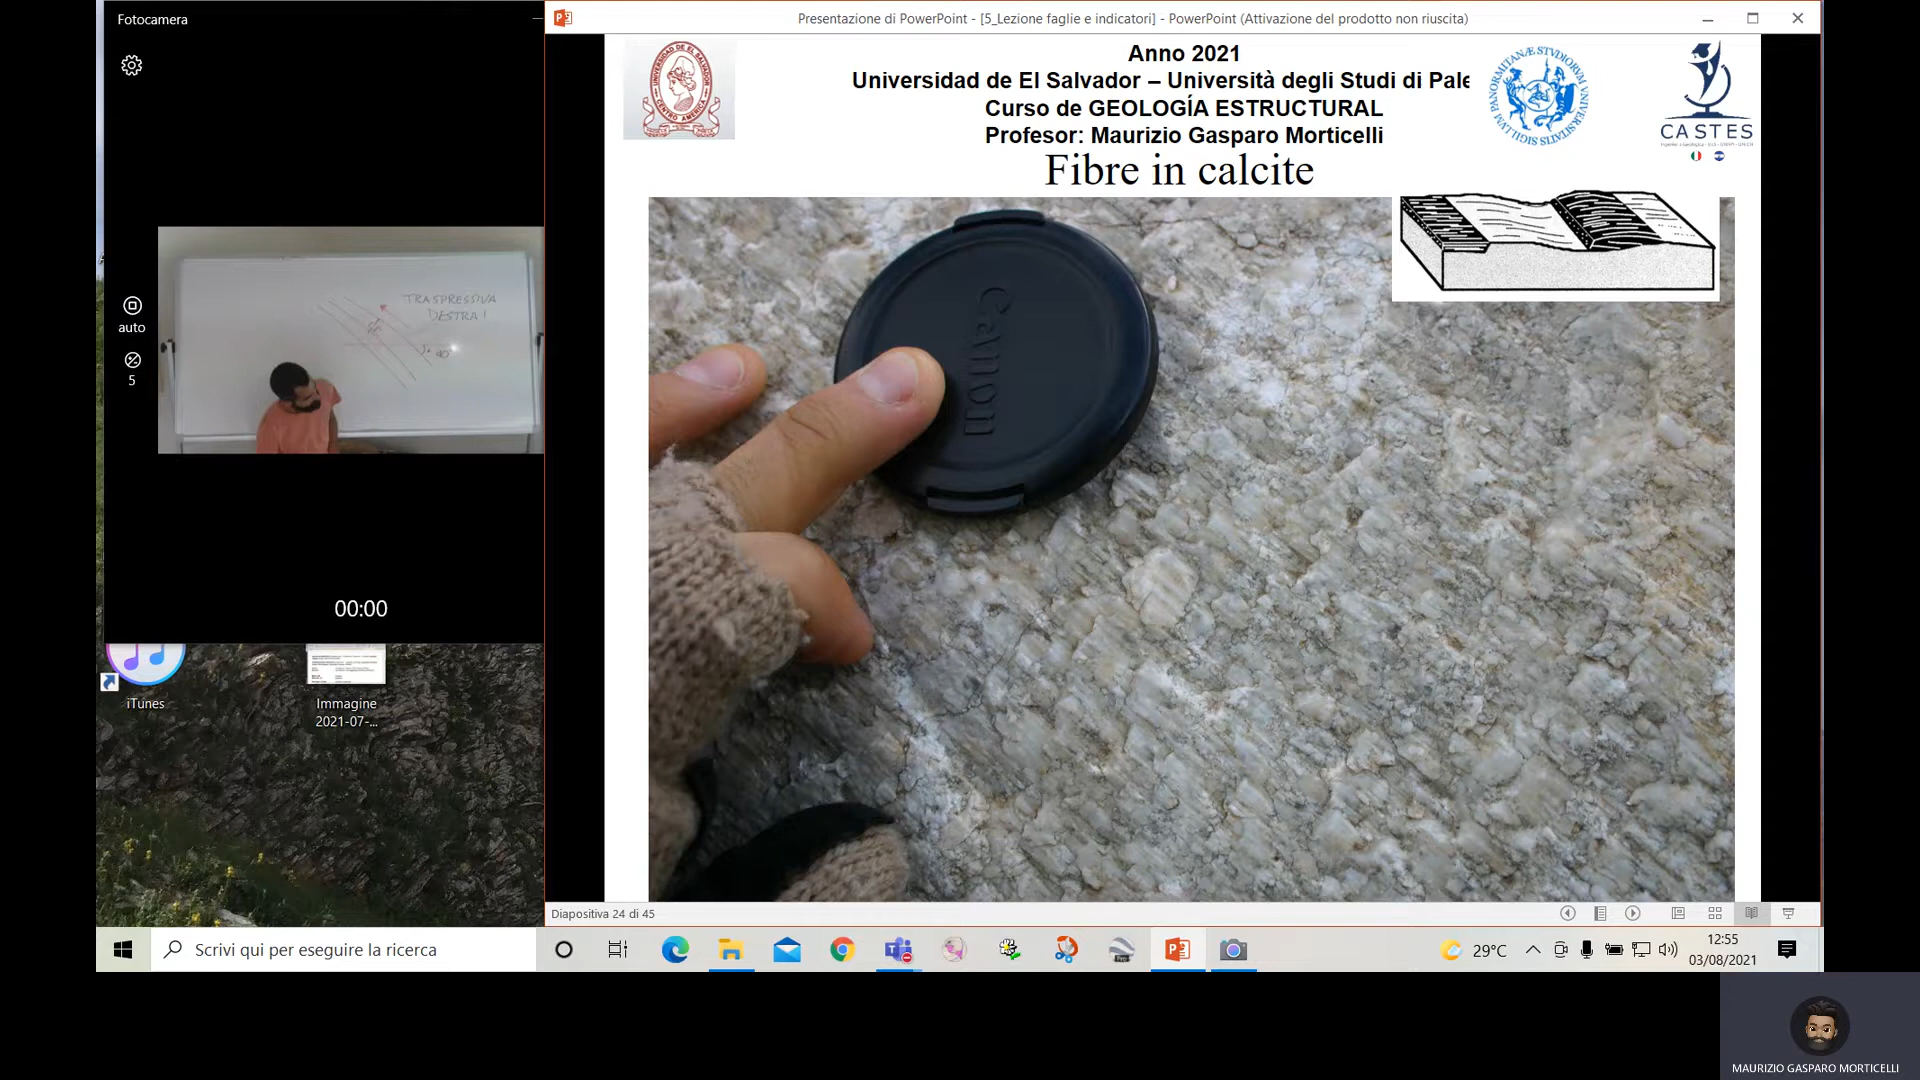 Fotocamera
Presentazione di PowerPoint - [5_Lezione faglie e indicatori] - PowerPoint (Attivazione del prodotto non riuscita)
Anno 2021
Universidad de El Salvador – Università degli Studi di Pale
Curso de GEOLOGÍA ESTRUCTURAL
Profesor: Maurizio Gasparo Morticelli
CASTES
Fibre in calcite
Canon
TRASPRESSIVA
DESTRA!
40°
auto
5
00:00
iTunes
Immagine
2021-07-...
Diapositiva 24 di 45
Scrivi qui per eseguire la ricerca
29°C
12:55
03/08/2021
MAURIZIO GASPARO MORTICELLI